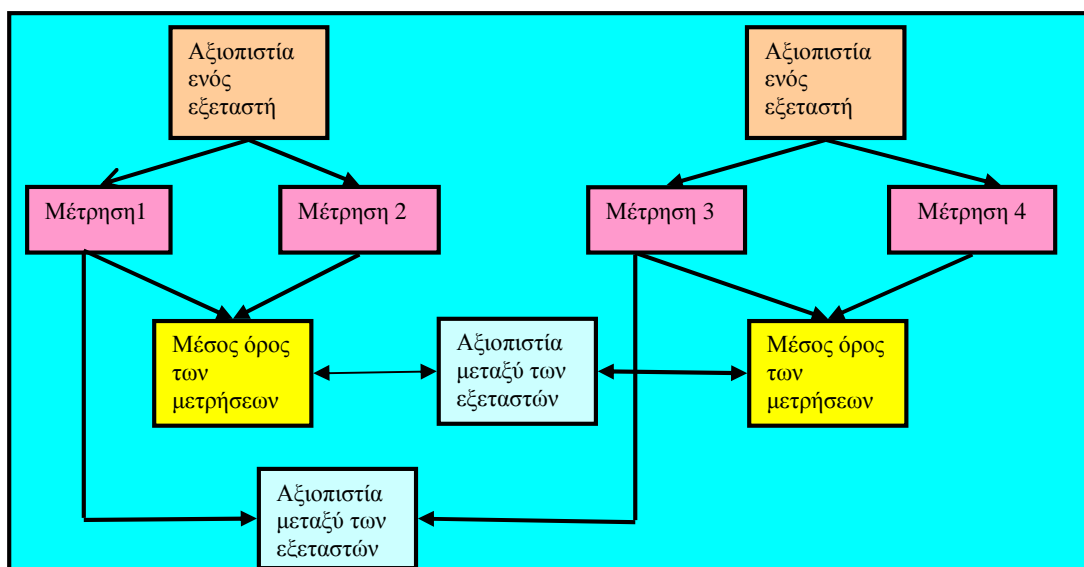 Αξιοπιστία
ενός
εξεταστή
Αξιοπιστία
ενός
εξεταστή
Μέτρηση1
Μέτρηση 2
Μέτρηση 3
Μέτρηση 4
Μέσος όρος
των
μετρήσεων
Αξιοπιστία
μεταξύ των
εξεταστών
Μέσος όρος
των
μετρήσεων
Αξιοπιστία
μεταξύ των
εξεταστών